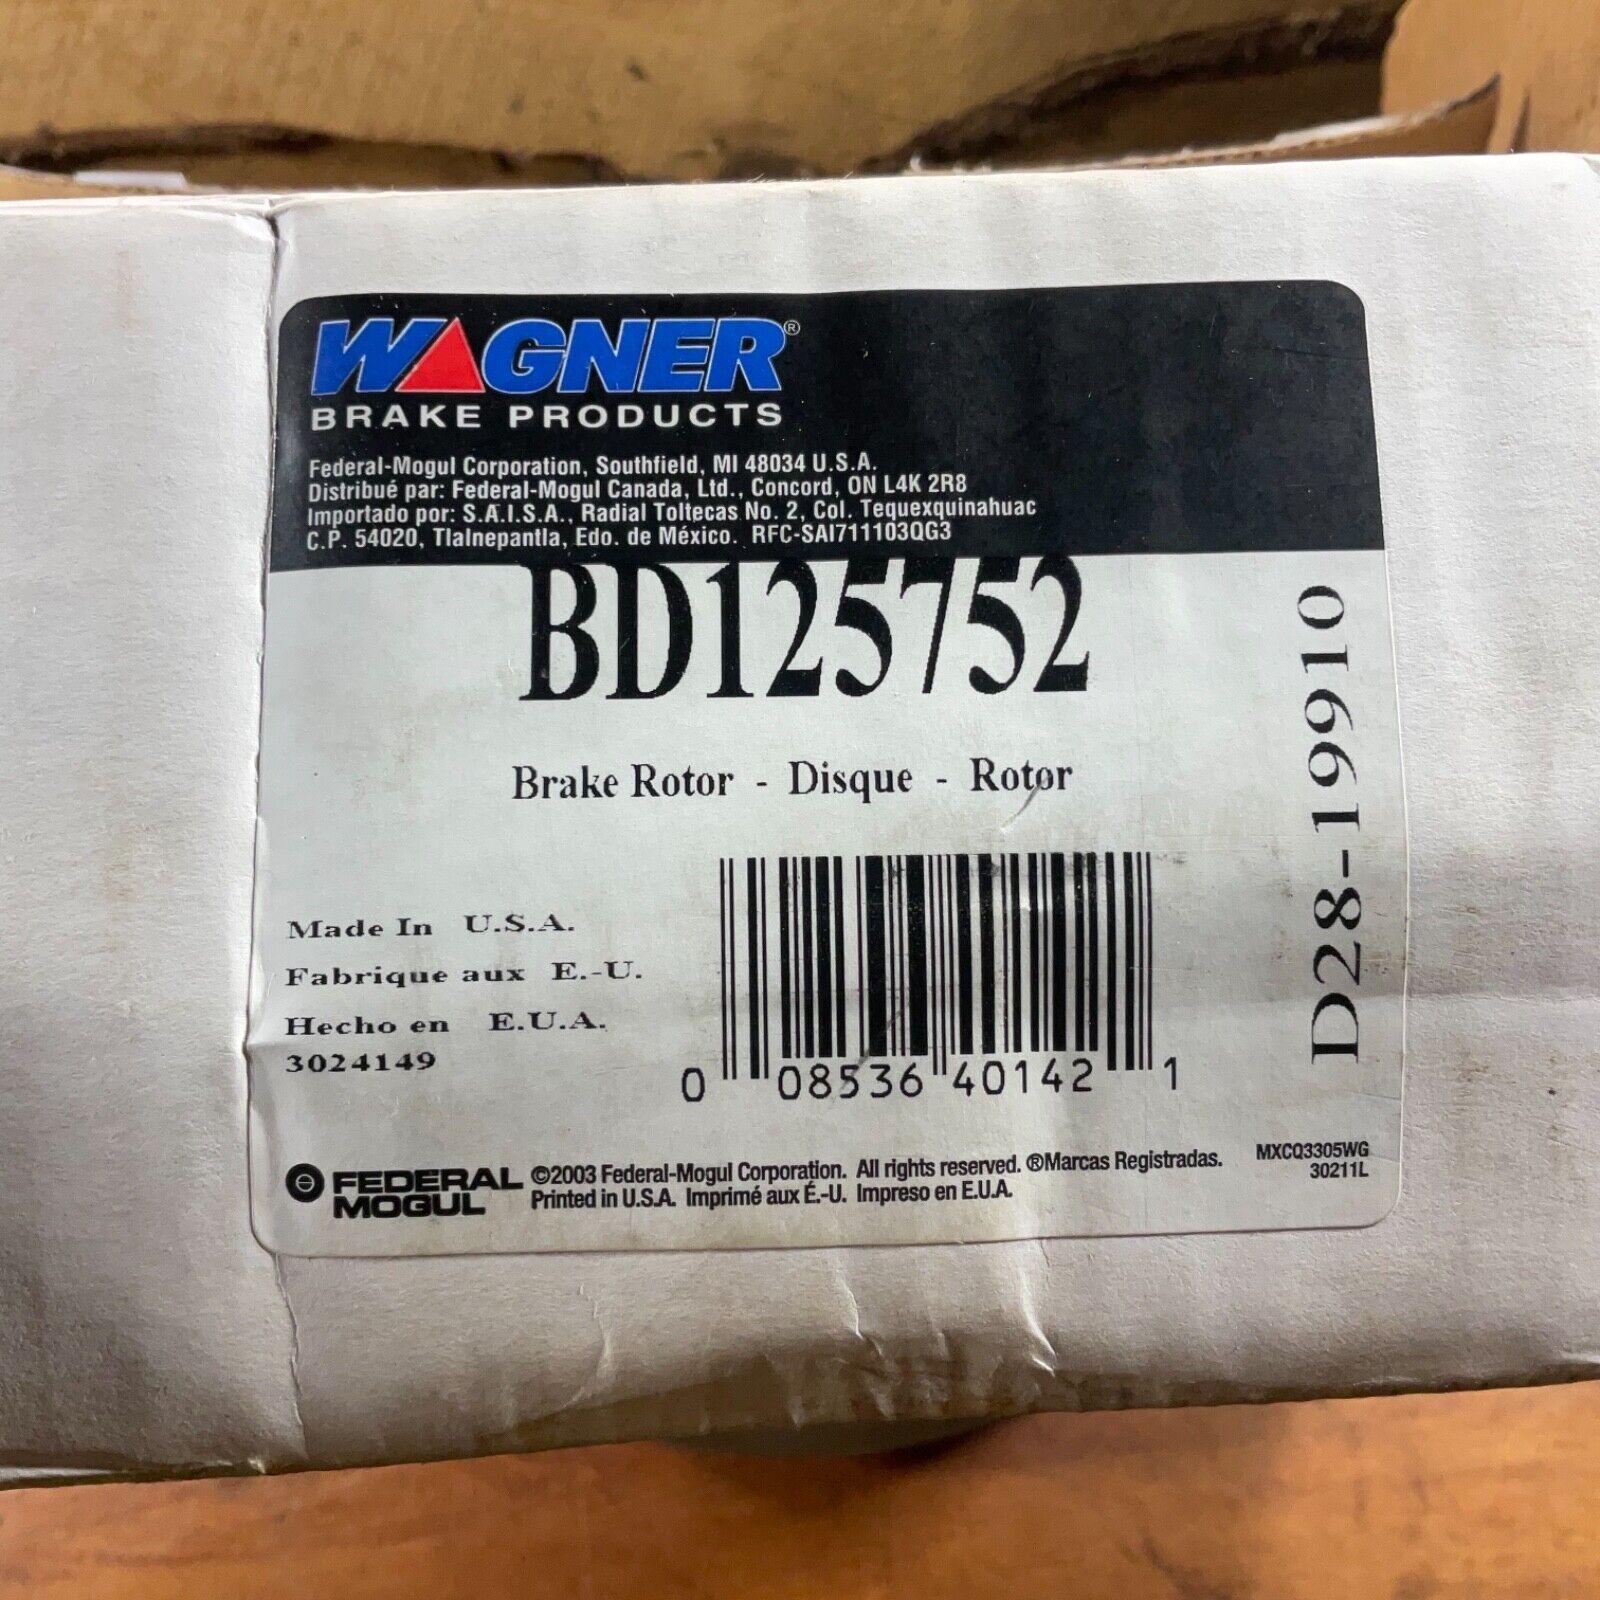 WAGNER®
BRAKE PRODUCTS
Federal-Mogul Corporation, Southfield, MI 48034 U.S.A.
Distribué par: Federal-Mogul Canada, Ltd., Concord, ON L4K 2R8
Importado por: S.A.I.S.A., Radial Toltecas No. 2, Col. Tequexquinahuac
C.P. 54020, Tlalnepantla, Edo. de México. RFC-SAI711103QG3
BD125752
Brake Rotor - Disque - Rotor
D28-19910
Made In U.S.A.
Fabrique aux E.-U.
Hecho en E.U.A.
3024149
0 08536 40142 1
FEDERAL
MOGUL
©2003 Federal-Mogul Corporation. All rights reserved. ®Marcas Registradas.
Printed in U.S.A. Imprimé aux É.-U. Impreso en E.U.A.
MXCQ3305WG
30211L